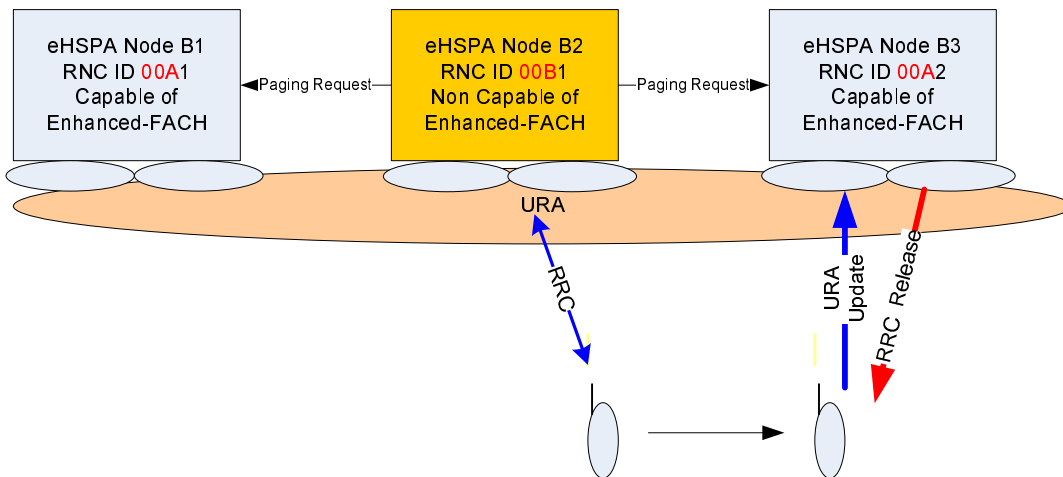 eHSPA Node B1
RNC ID 00A1
Capable of
Enhanced-FACH
Paging Request
eHSPA Node B2
RNC ID 00B1
Non Capable of
Enhanced-FACH
Paging Request
eHSPA Node B3
RNC ID 00A2
Capable of
Enhanced-FACH
URA
RRC
URA
Update
RRC Release